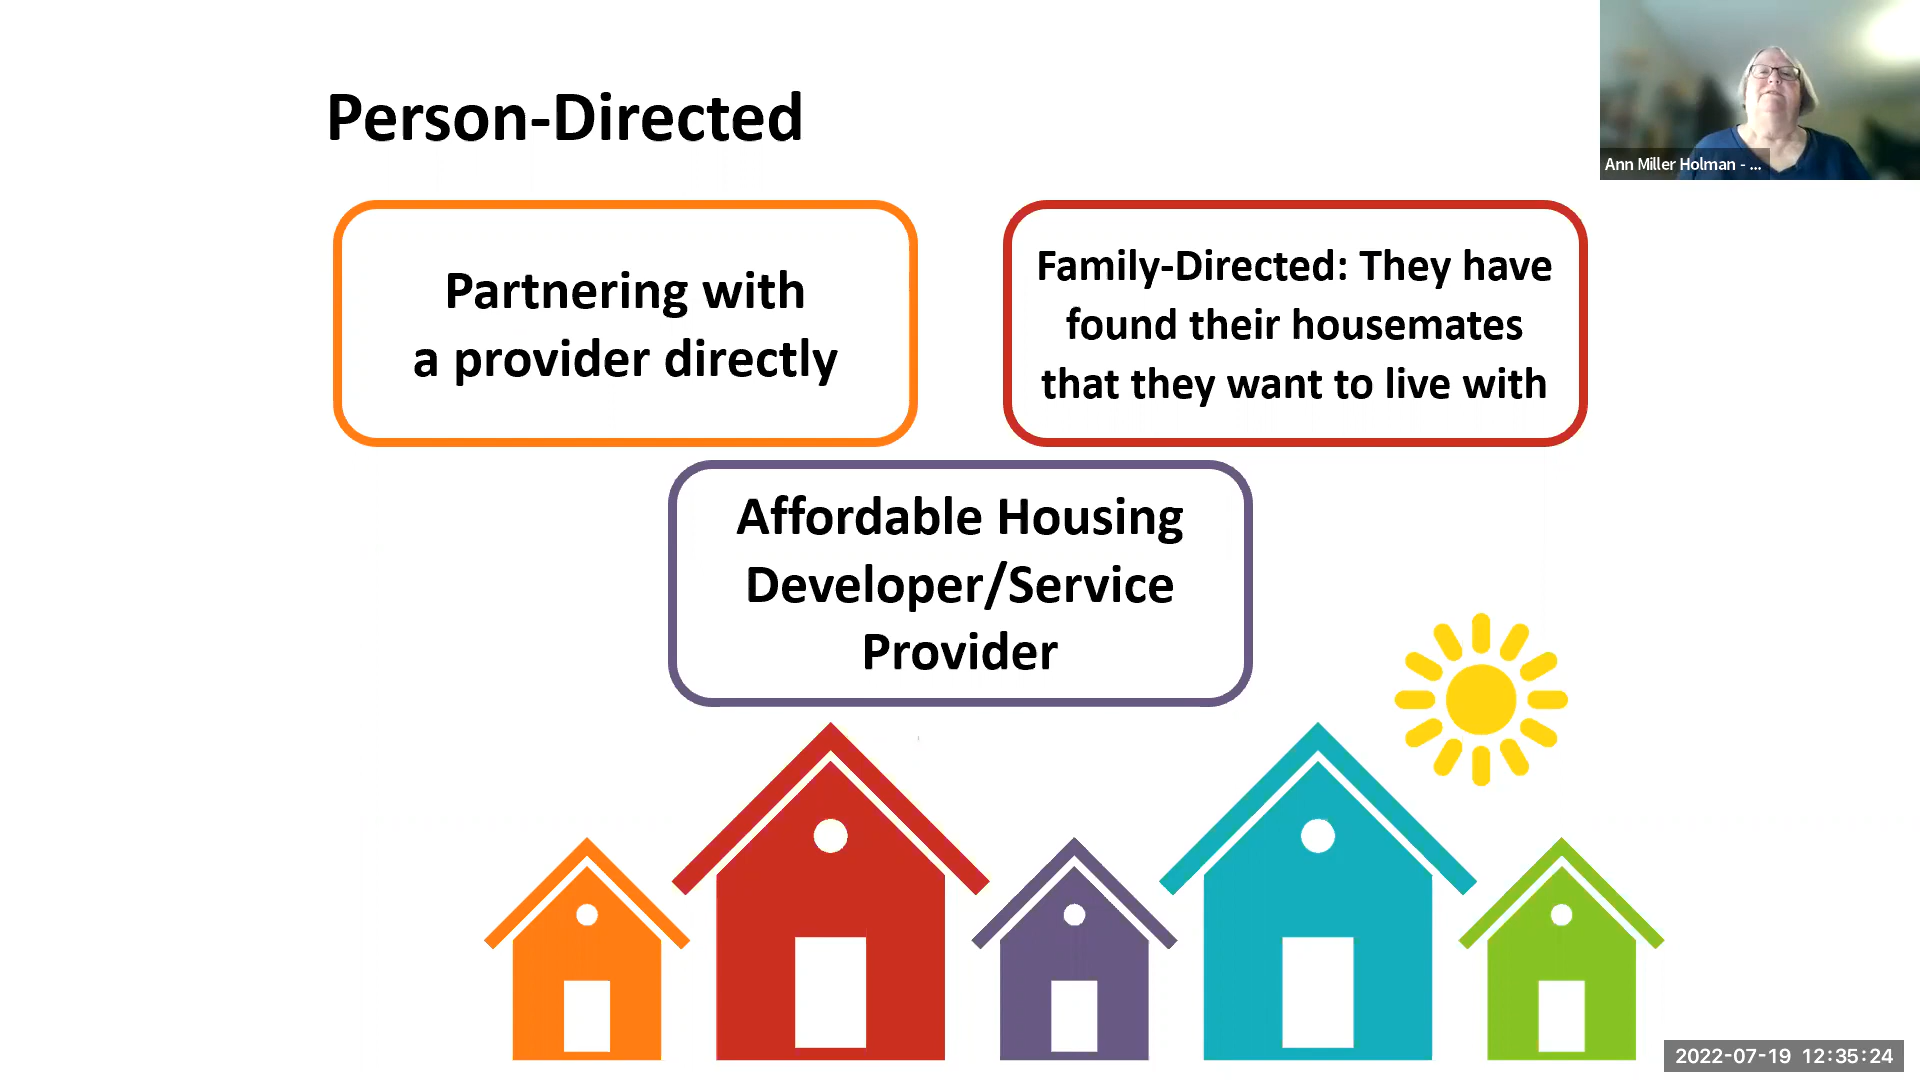 Person-Directed
Ann Miller Holman - ...
Partnering with
a provider directly
Family-Directed: They have
found their housemates
that they want to live with
Affordable Housing
Developer/Service
Provider
2022-07-19 12:35:24